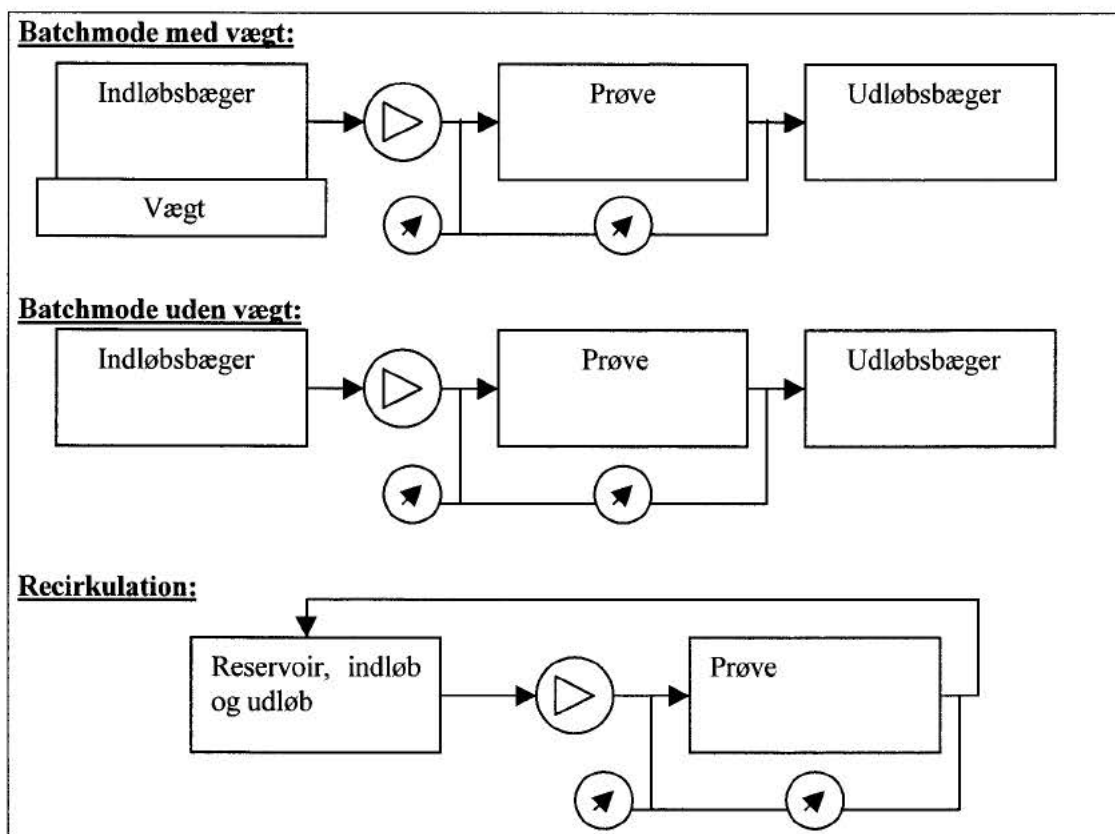 Batchmode med vægt:
Indløbsbæger
Prøve
Udløbsbæger
Vægt
Batchmode uden vægt:
Indløbsbæger
Prøve
Udløbsbæger
Recirkulation:
Reservoir, indløb
og udløb
Prøve